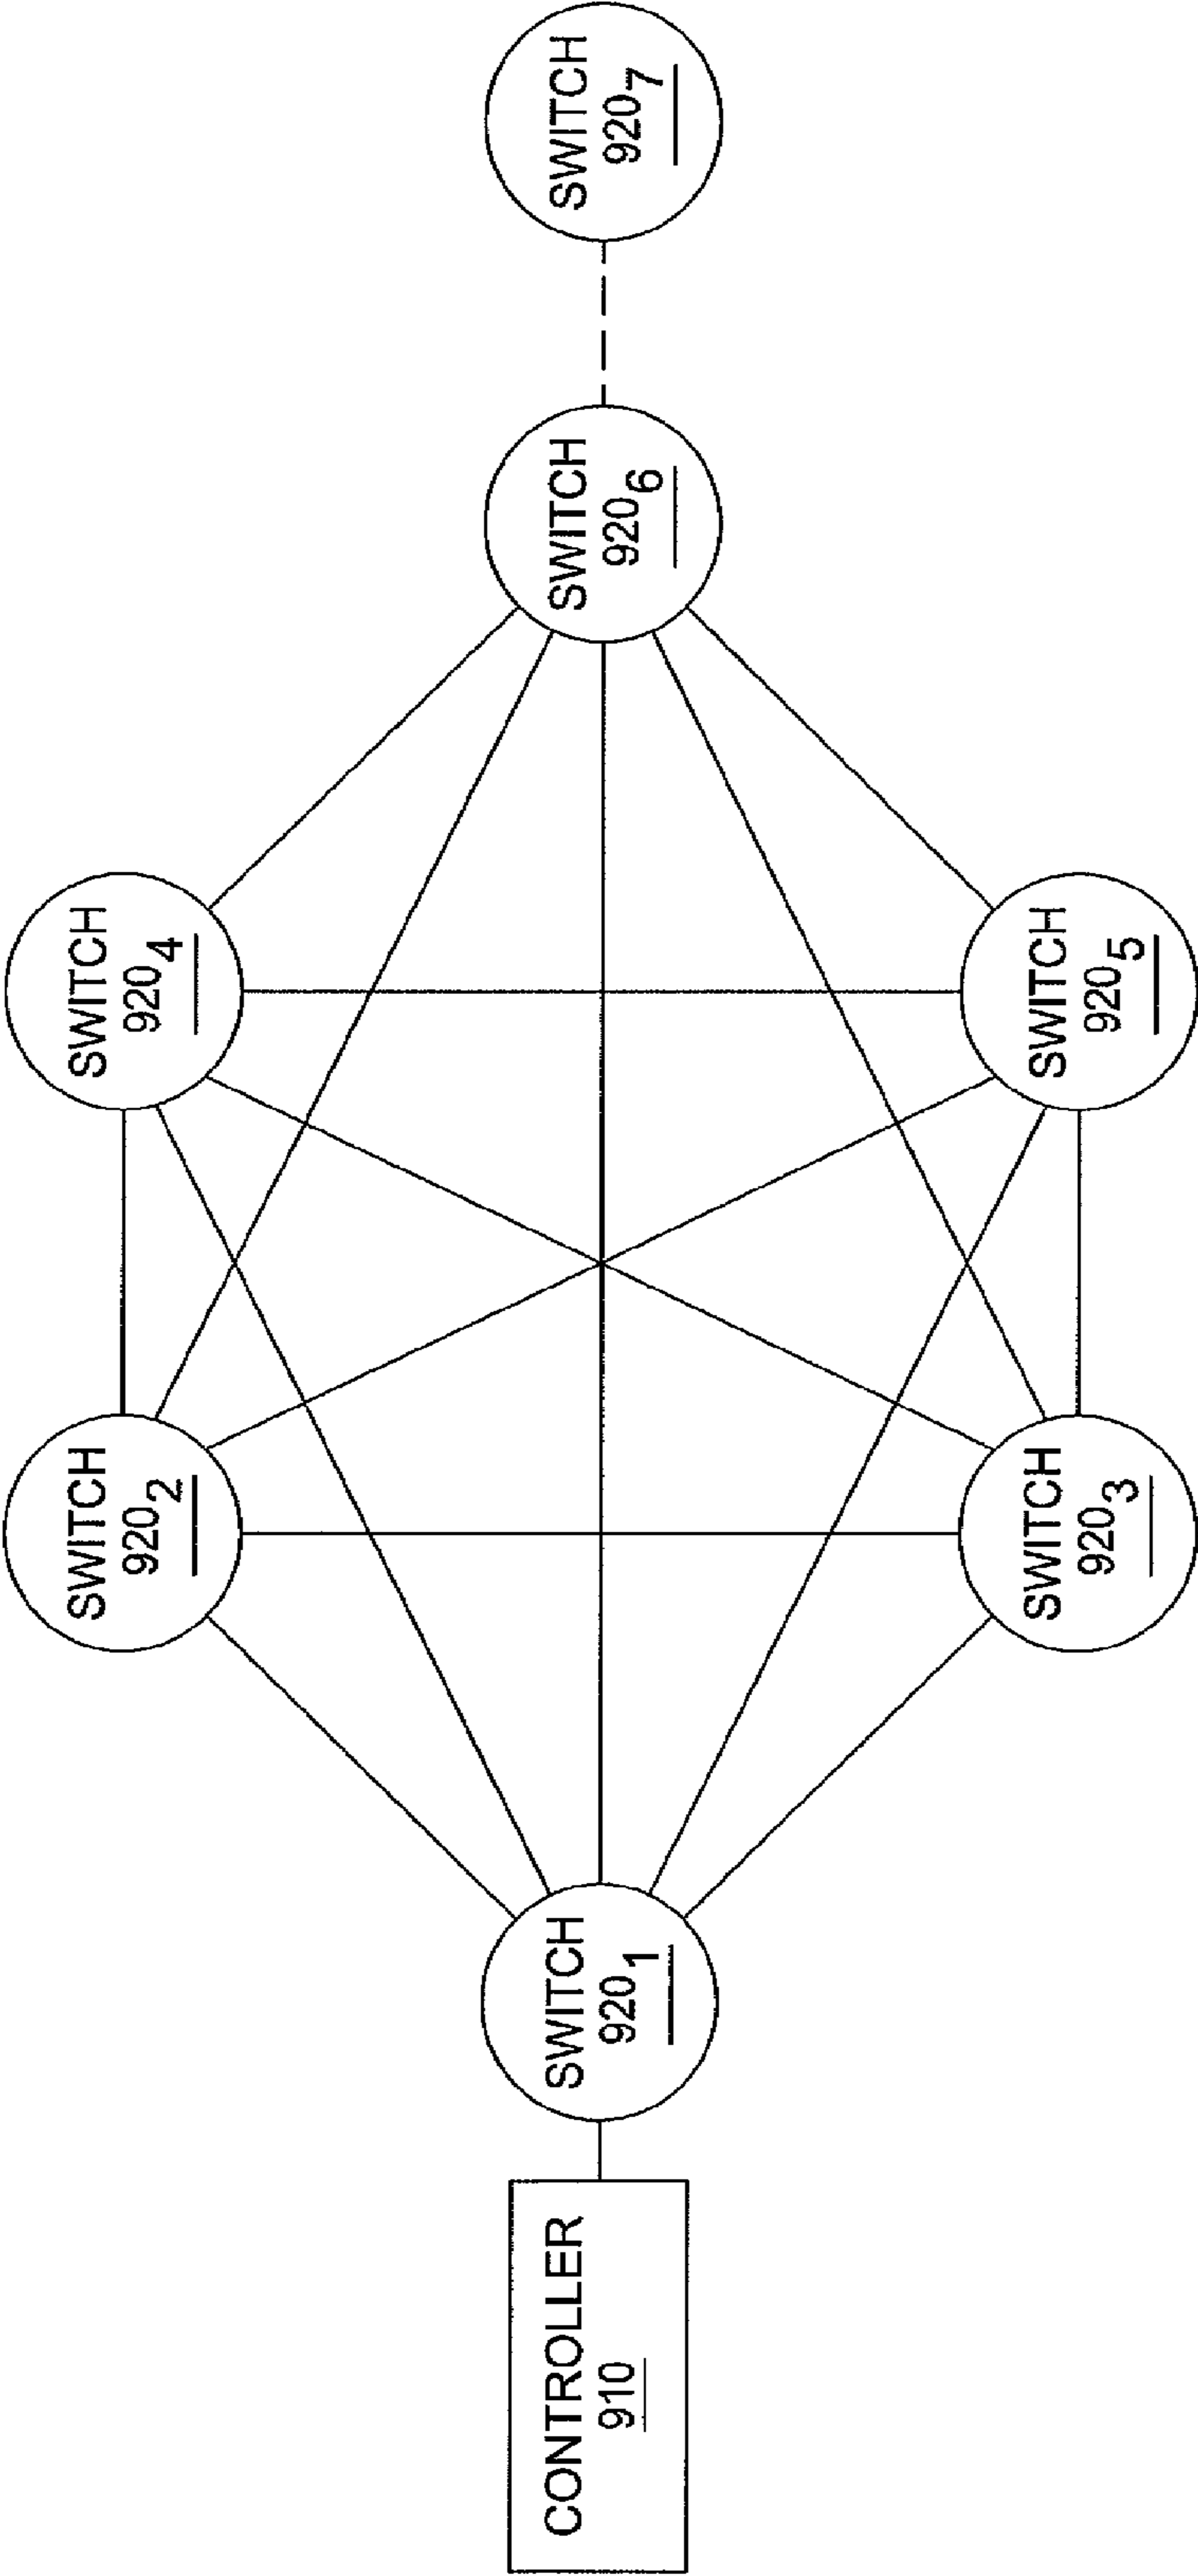 CONTROLLER
910
SWITCH
920₁
SWITCH
920₂
SWITCH
920₃
SWITCH
920₄
SWITCH
920₅
SWITCH
920₆
SWITCH
920₇